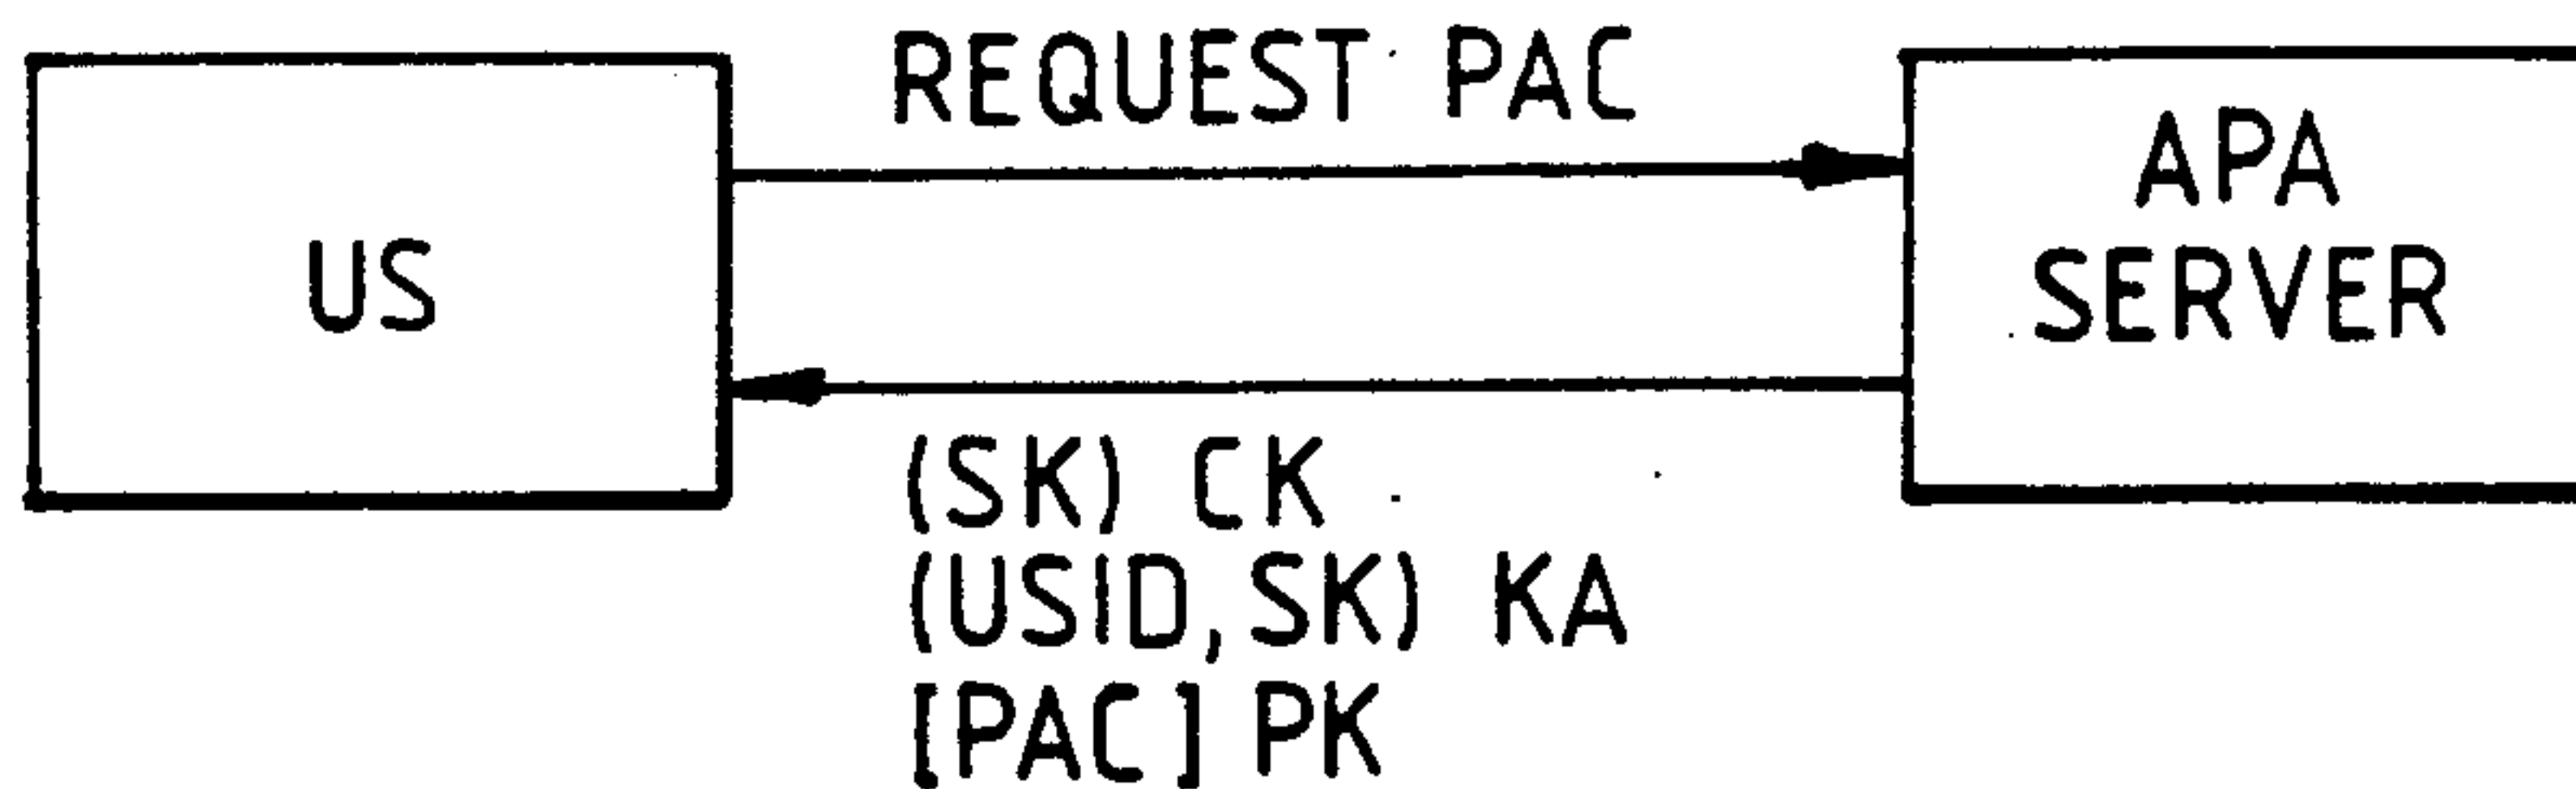 REQUEST PAC
US
APA
SERVER
(SK) CK
(USID,SK) KA
[PAC] PK